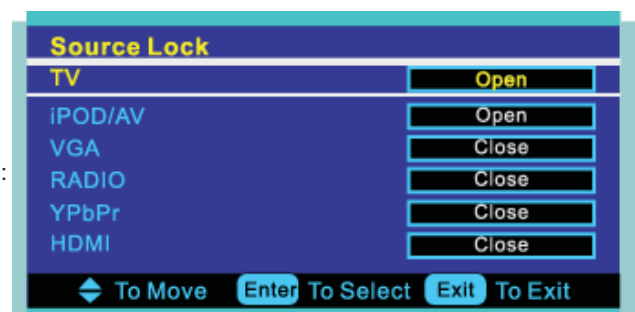 Source Lock
TV Open
iPOD/AV Open
VGA Close
:
RADIO Close
YPbPr Close
HDMI Close
To Move Enter To Select Exit To Exit